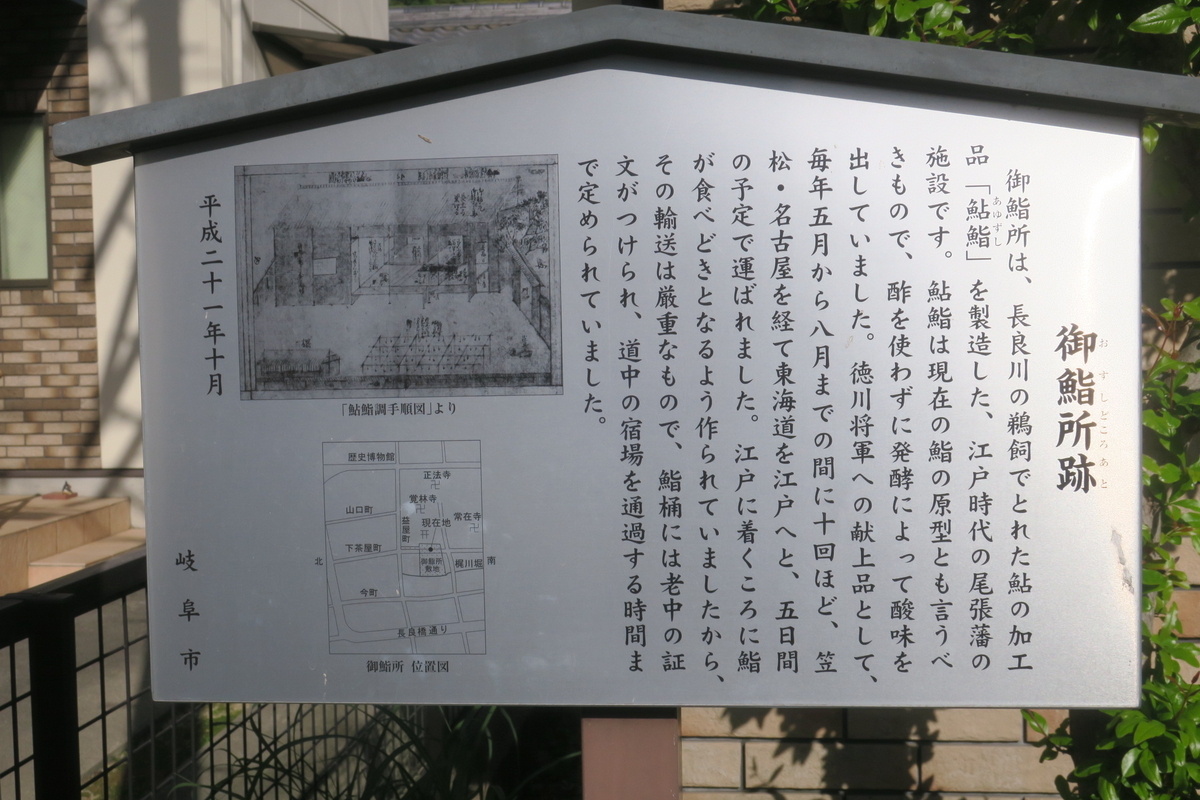 御鮨所跡
おすしどころあと
御鮨所は、長良川の鵜飼でとれた鮎の加工
品「鮎鮨」を製造した、江戸時代の尾張藩の
あゆずし
施設です。鮎鮨は現在の鮨の原型とも言うべ
きもので、酢を使わずに発酵によって酸味を
出していました。徳川将軍への献上品として、
毎年五月から八月までの間に十回ほど、笠
松・名古屋を経て東海道を江戸へと、五日間
の予定で運ばれました。江戸に着くころに鮨
が食べどきとなるよう作られていましたから、
その輸送は厳重なもので、鮨桶には老中の証
文がつけられ、道中の宿場を通過する時間ま
で定められていました。
「鮎鮨調手順図」より
歴史博物館
正法寺
卍
山口町
覚林寺
卍
益屋町
現在地
常在寺
卍
下茶屋町
北
御鮨所
敷地
梶川堀
南
今町
長良橋通り
御鮨所 位置図
平成二十一年十月
岐阜市